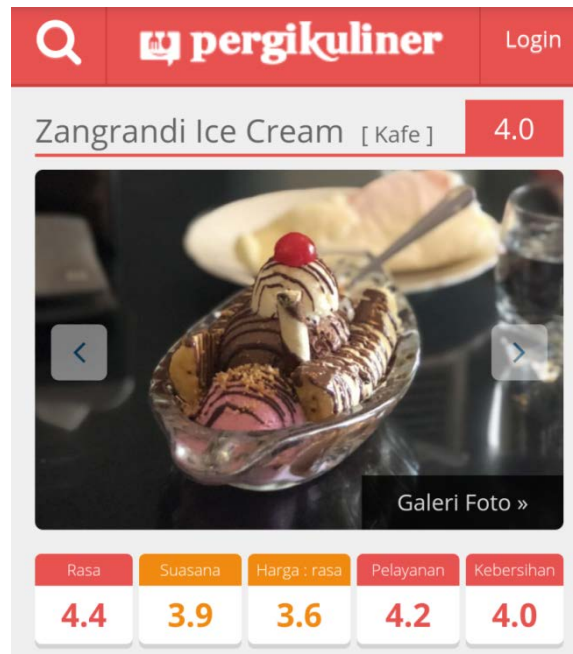 pergikuliner Login
Zangrandi Ice Cream [ Kafe ] 4.0
Galeri Foto »
Rasa Suasana Harga : rasa Pelayanan Kebersihan
4.4 3.9 3.6 4.2 4.0